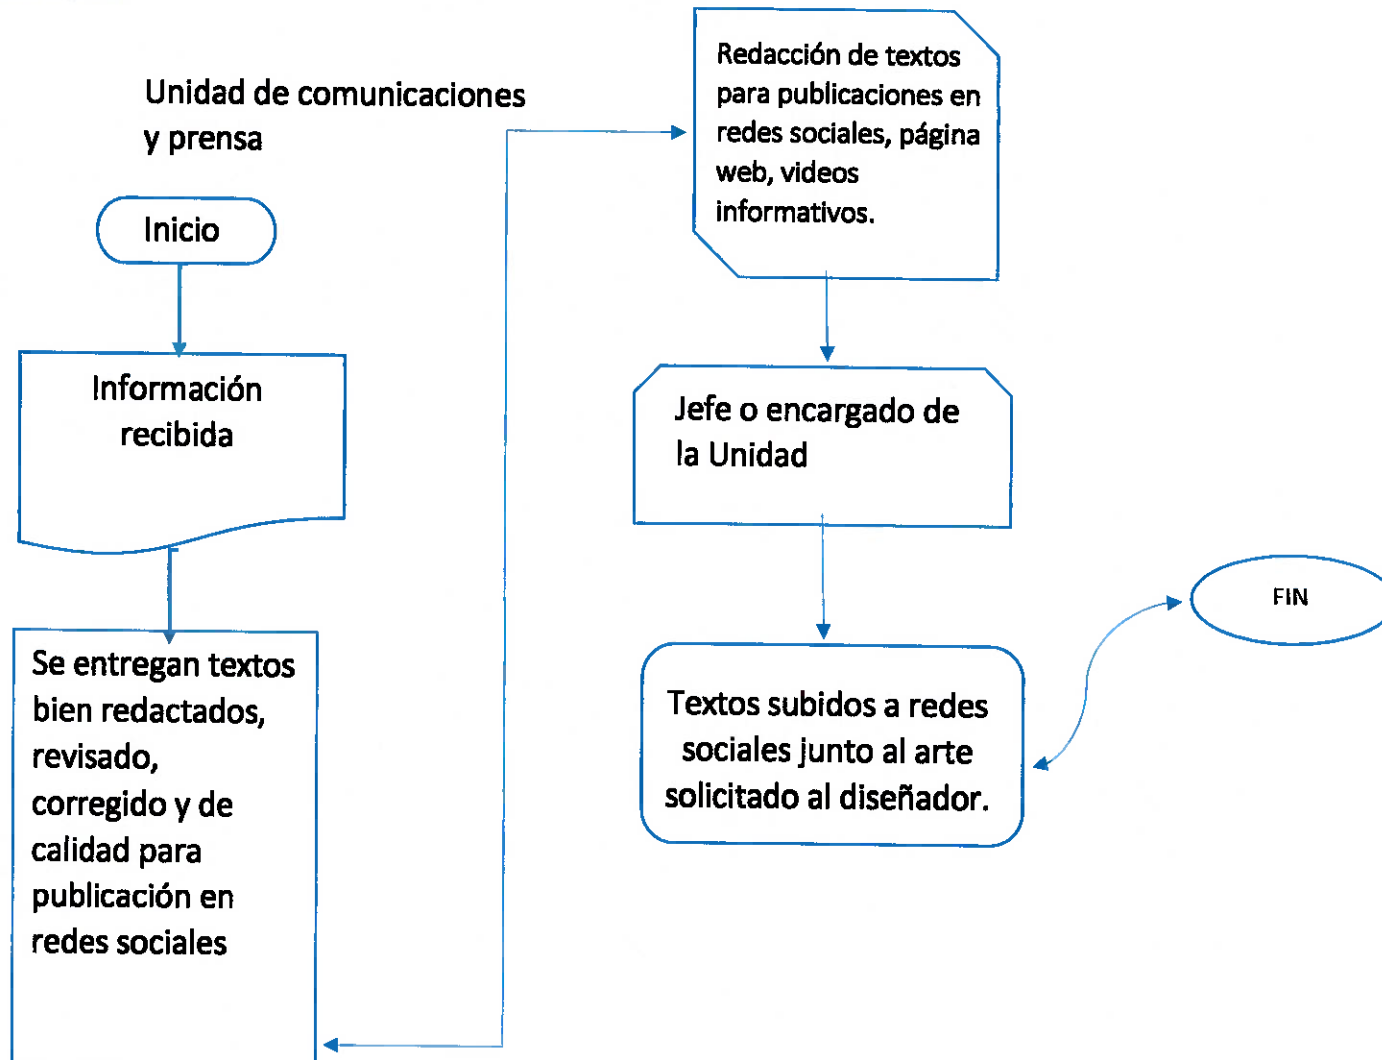 Unidad de comunicaciones
y prensa
Inicio
Información
recibida
Se entregan textos
bien redactados,
revisado,
corregido y de
calidad para
publicación en
redes sociales
Redacción de textos
para publicaciones en
redes sociales, página
web, videos
informativos.
Jefe o encargado de
la Unidad
Textos subidos a redes
sociales junto al arte
solicitado al diseñador.
FIN